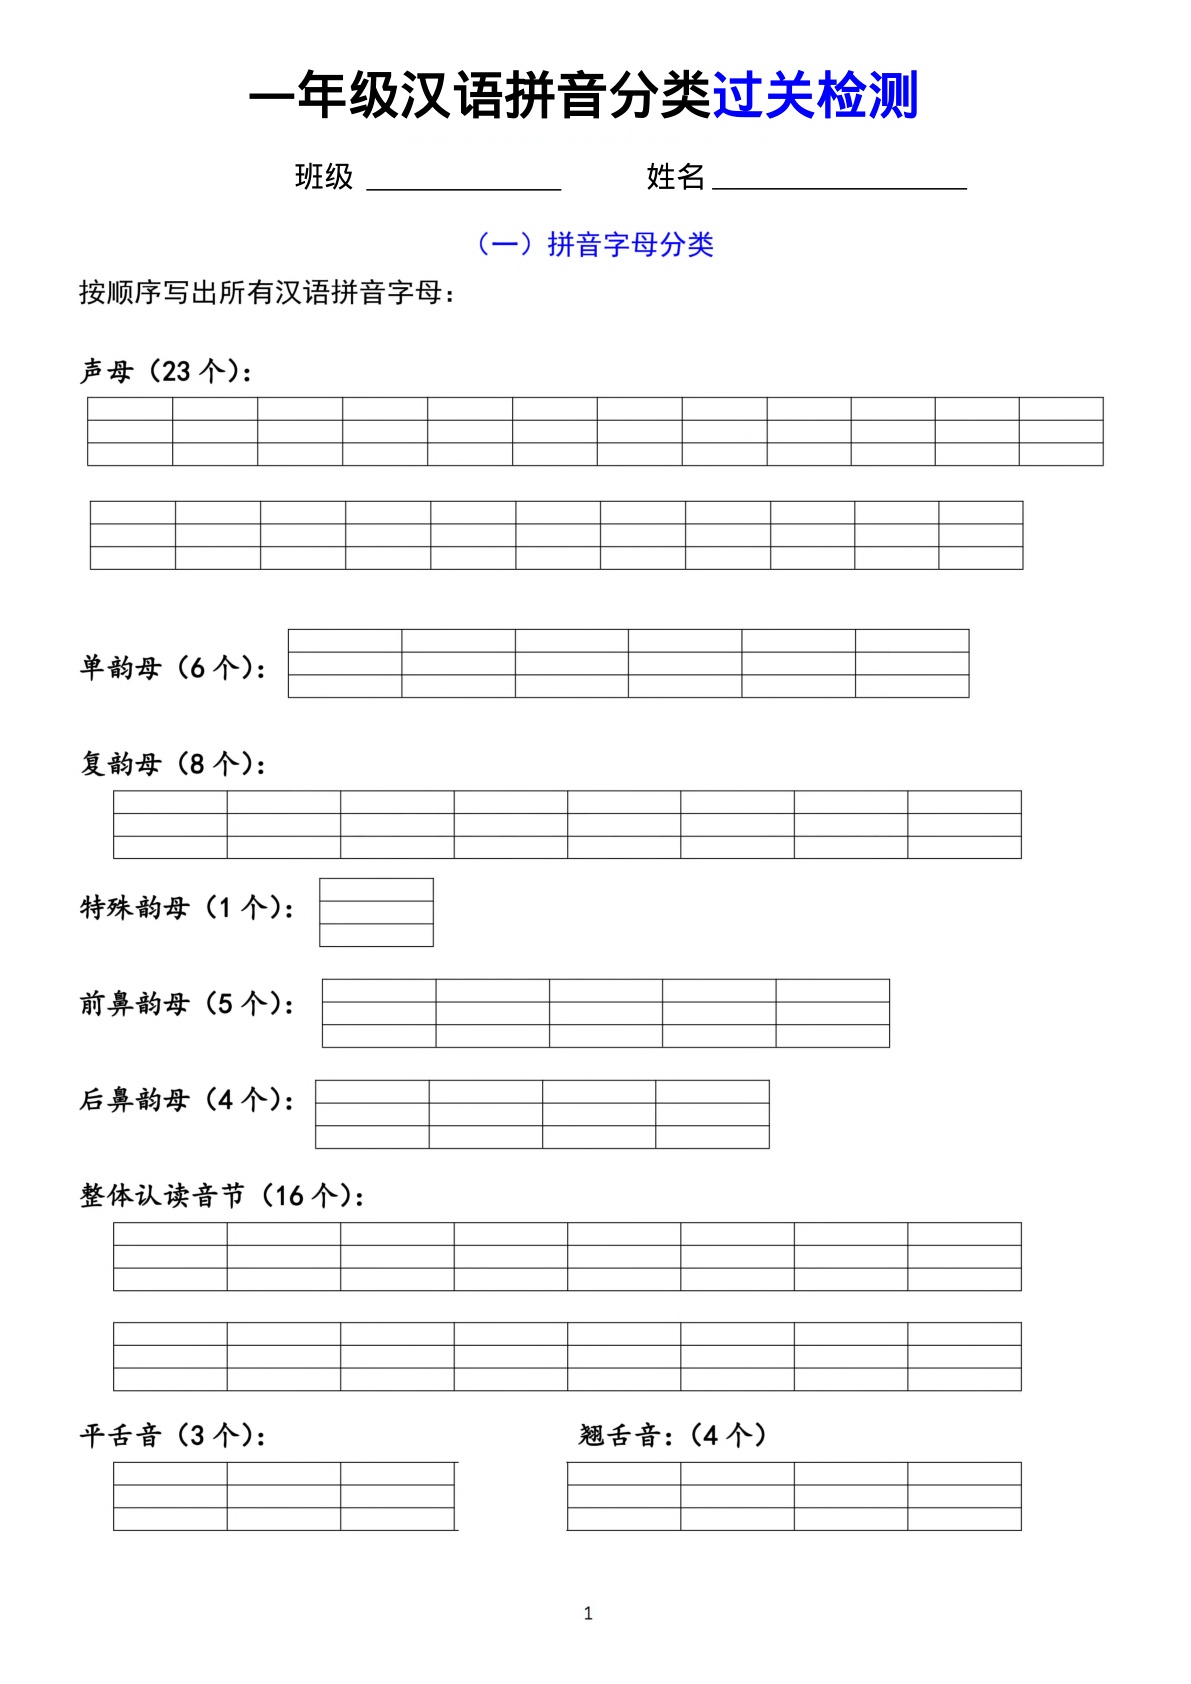 一年级汉语拼音分类过关检测
班级 姓名
（一）拼音字母分类
按顺序写出所有汉语拼音字母：
声母（23 个）：
单韵母（6 个）：
复韵母（8 个）：
特殊韵母（1 个）：
前鼻韵母（5 个）：
后鼻韵母（4 个）：
整体认读音节（16 个）：
平舌音（3 个）： 翘舌音：（4 个）
1